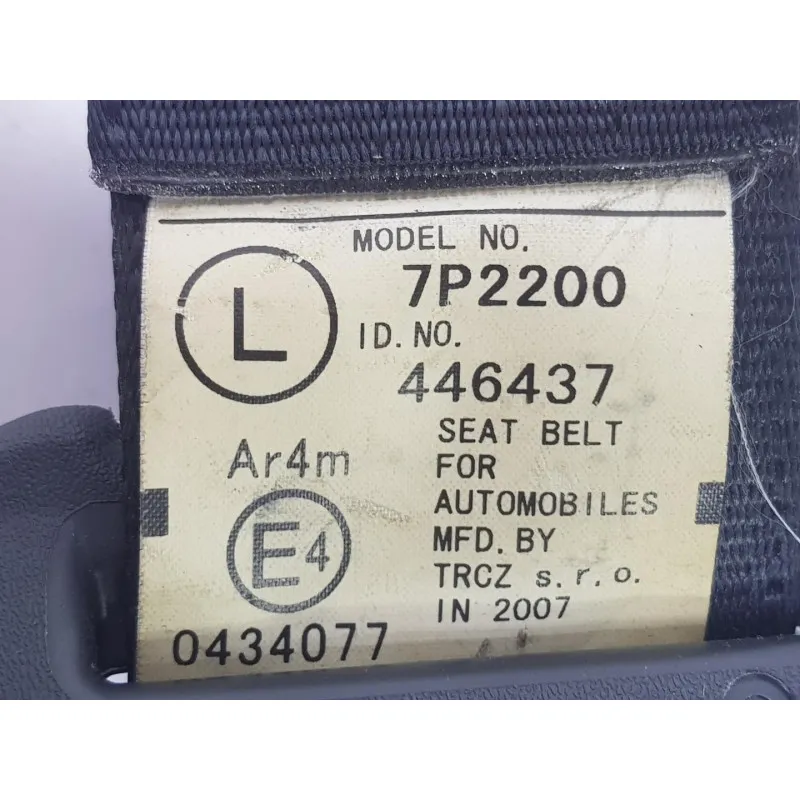 MODEL NO.
7P2200
L
ID. NO.
446437
Ar4m
SEAT BELT
FOR
AUTOMOBILES
MFD. BY
TRCZ s. r. o.
IN 2007
E4
0434077